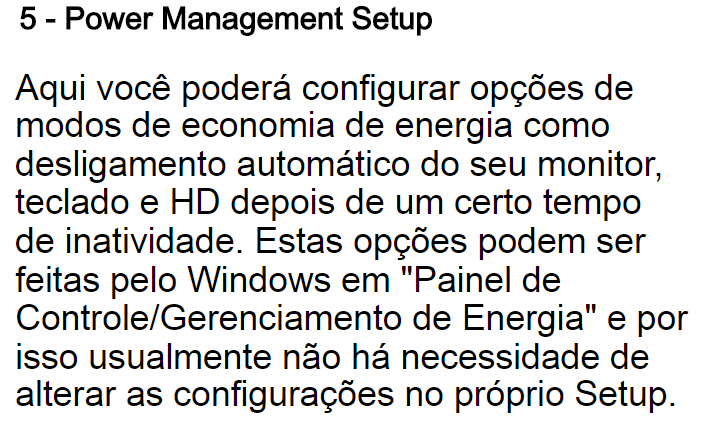 5 - Power Management Setup
Aqui você poderá configurar opções de
modos de economia de energia como
desligamento automático do seu monitor,
teclado e HD depois de um certo tempo
de inatividade. Estas opções podem ser
feitas pelo Windows em "Painel de
Controle/Gerenciamento de Energia" e por
isso usualmente não há necessidade de
alterar as configurações no próprio Setup.